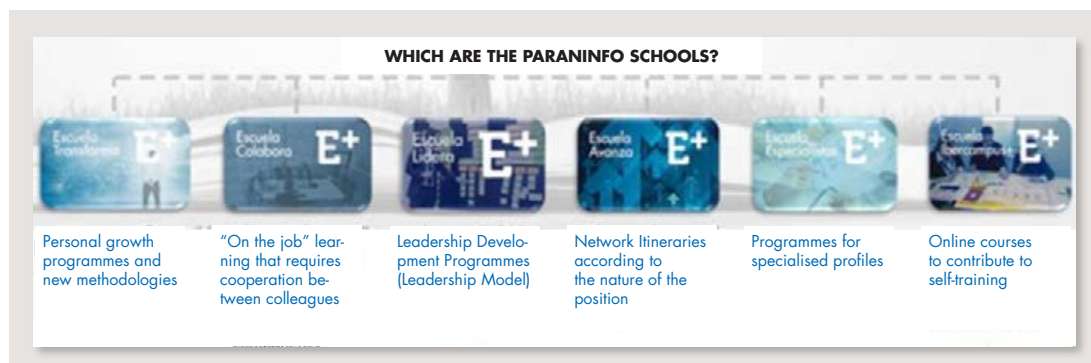 WHICH ARE THE PARANINFO SCHOOLS?
Escuela
Transforma
E+
Escuela
Colabora
E+
Escuela
Lidera
E+
Escuela
Avanza
E+
Escuela
Especialistas
E+
Escuela
Ibercampus
E+
Personal growth
programmes and
new methodologies
“On the job” lear-
ning that requires
cooperation be-
tween colleagues
Leadership Develo-
pment Programmes
(Leadership Model)
Network Itineraries
according to
the nature of the
position
Programmes for
specialised profiles
Online courses
to contribute to
self-training